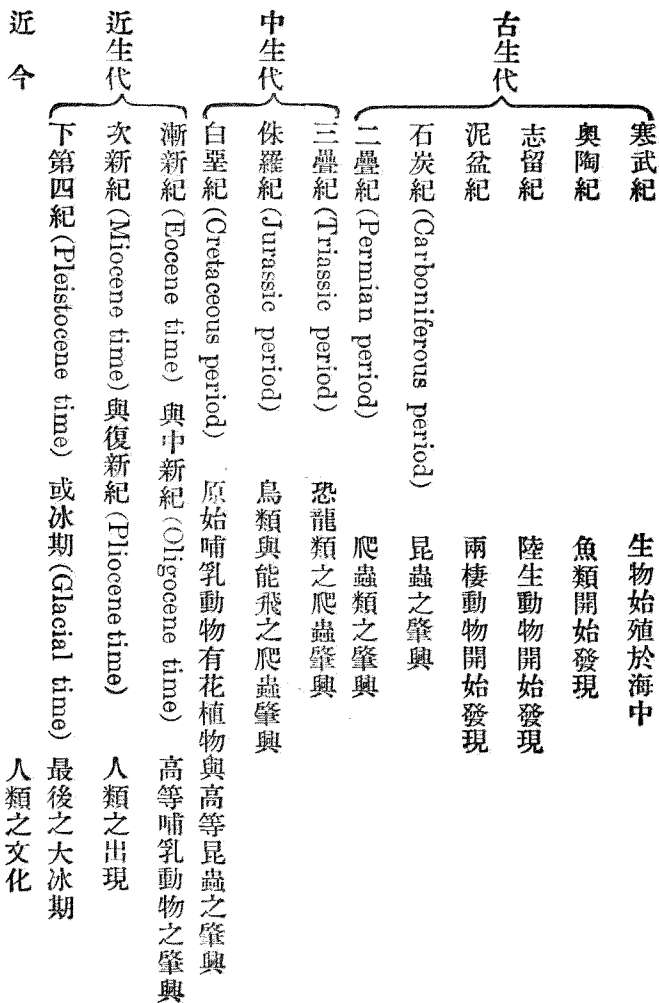 古生代
寒武紀 生物始殖於海中
奧陶紀 魚類開始發現
志留紀 陸生動物開始發現
泥盆紀 兩棲動物開始發現
石炭紀(Carboniferous period) 昆蟲之肇興
二疊紀(Permian period) 爬蟲類之肇興
中生代
三疊紀(Triassic period) 恐龍類之爬蟲肇興
侏羅紀(Jurassic period) 鳥類與能飛之爬蟲肇興
白堊紀(Cretaceous period) 原始哺乳動物有花植物與高等昆蟲之肇興
近生代
漸新紀(Eocene time) 與中新紀(Oligocene time) 高等哺乳動物之肇興
次新紀(Miocene time)與復新紀(Pliocene time) 人類之出現
下第四紀(Pleistocene time) 或冰期(Glacial time) 最後之大冰期
近今 人類之文化